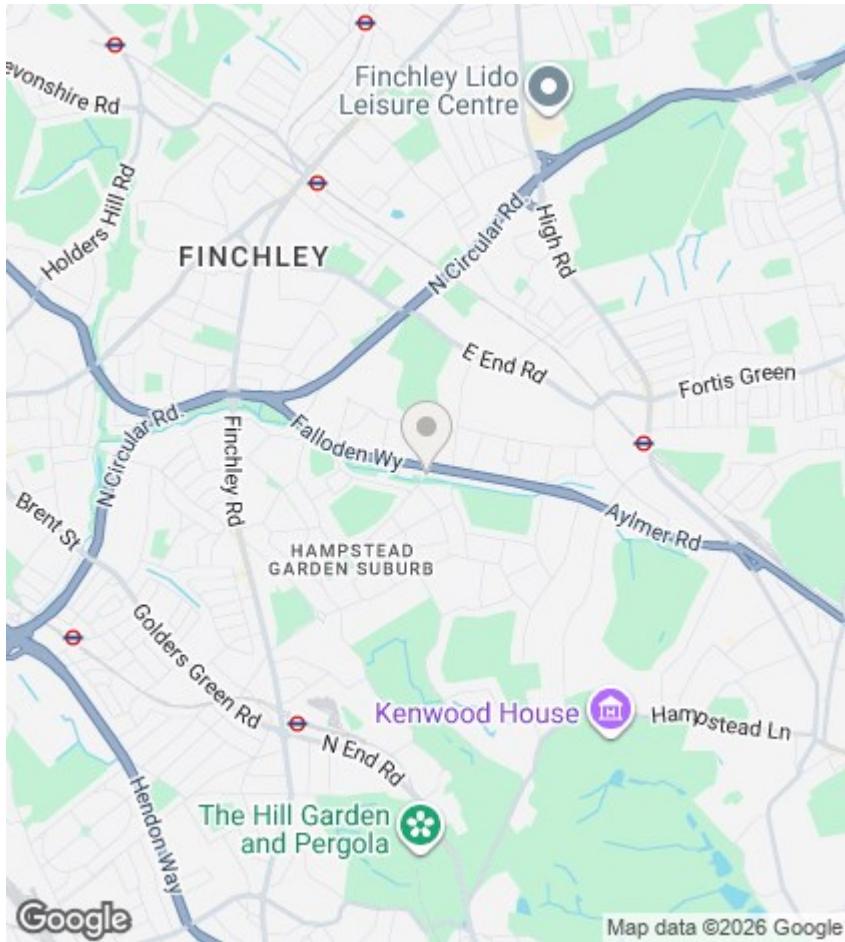 Finchley Lido
Leisure Centre
evonshire Rd
Holders Hill Rd
FINCHLEY
N Circular Rd
High Rd
E End Rd
Fortis Green
N Circular Rd.
Finchley Rd
Falloden Wy
Brent St
Aylmer Rd
HAMPSTEAD
GARDEN SUBURB
Golders Green Rd
Kenwood House
Hampstead Ln
N End Rd
Hendon Way
The Hill Garden
and Pergola
Google
Map data ©2026 Google